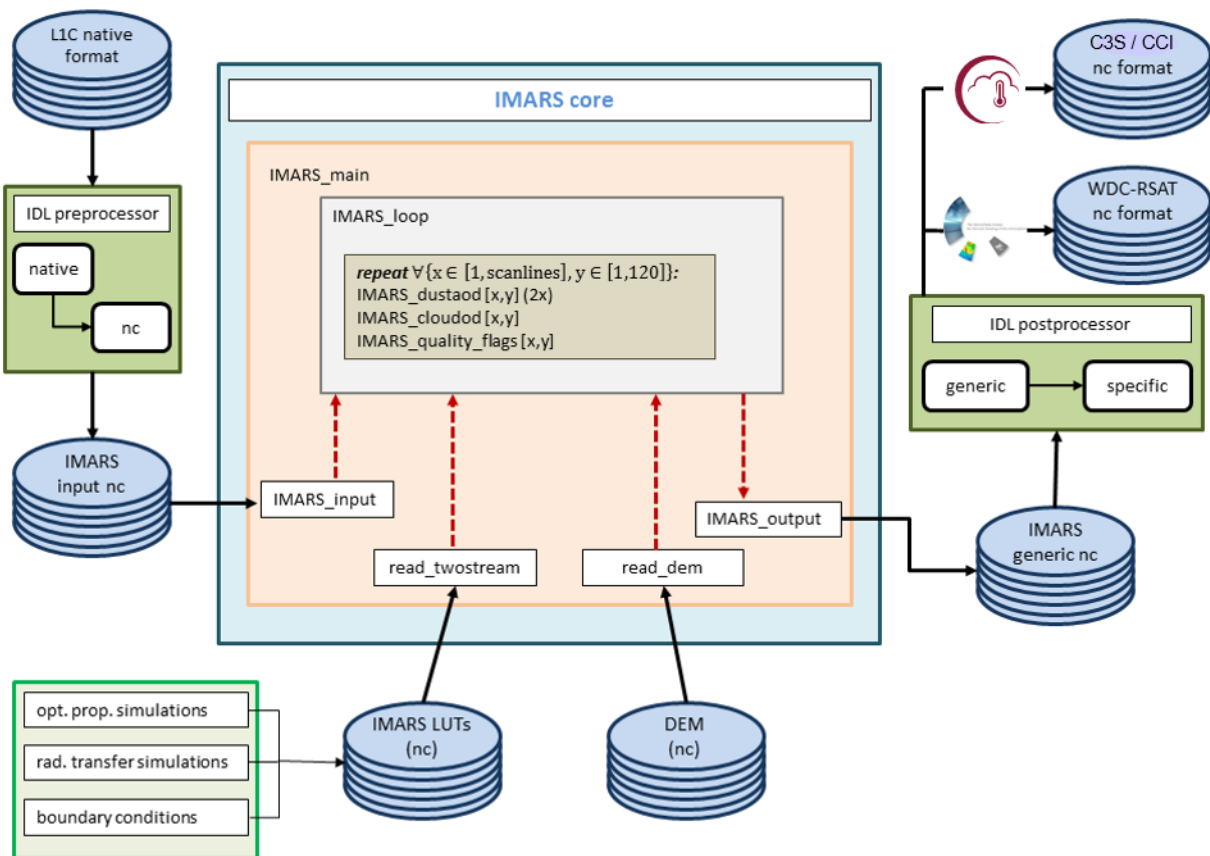 L1C native
format
IDL preprocessor
native
nc
IMARS
input nc
IMARS core
IMARS_main
IMARS_loop
repeat ∀{x ∈ [1, scanlines], y ∈ [1,120]}:
IMARS_dustaod [x,y] (2x)
IMARS_cloudod [x,y]
IMARS_quality_flags [x,y]
IMARS_input
read_twostream
read_dem
IMARS_output
C3S / CCI
nc format
WDC-RSAT
nc format
IDL postprocessor
generic
specific
IMARS
generic nc
opt. prop. simulations
rad. transfer simulations
boundary conditions
IMARS LUTs
(nc)
DEM
(nc)